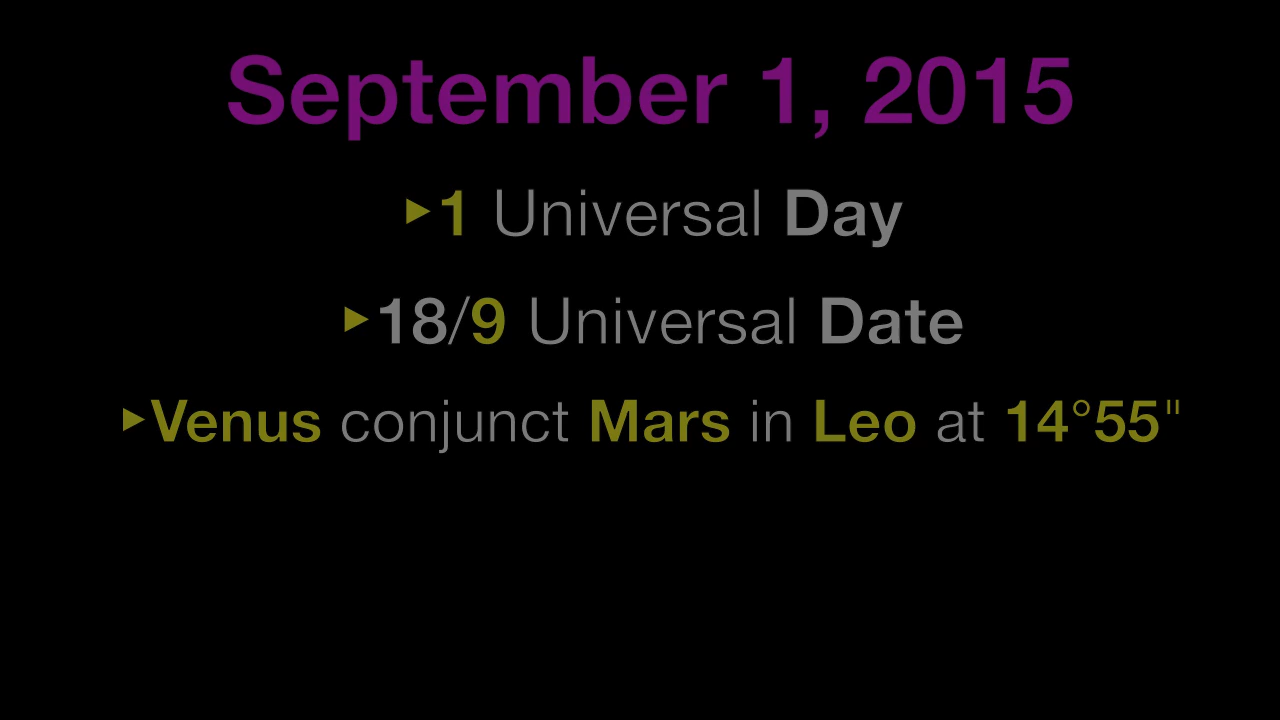 September 1, 2015
▸1 Universal Day
▸18/9 Universal Date
▸Venus conjunct Mars in Leo at 14°55"